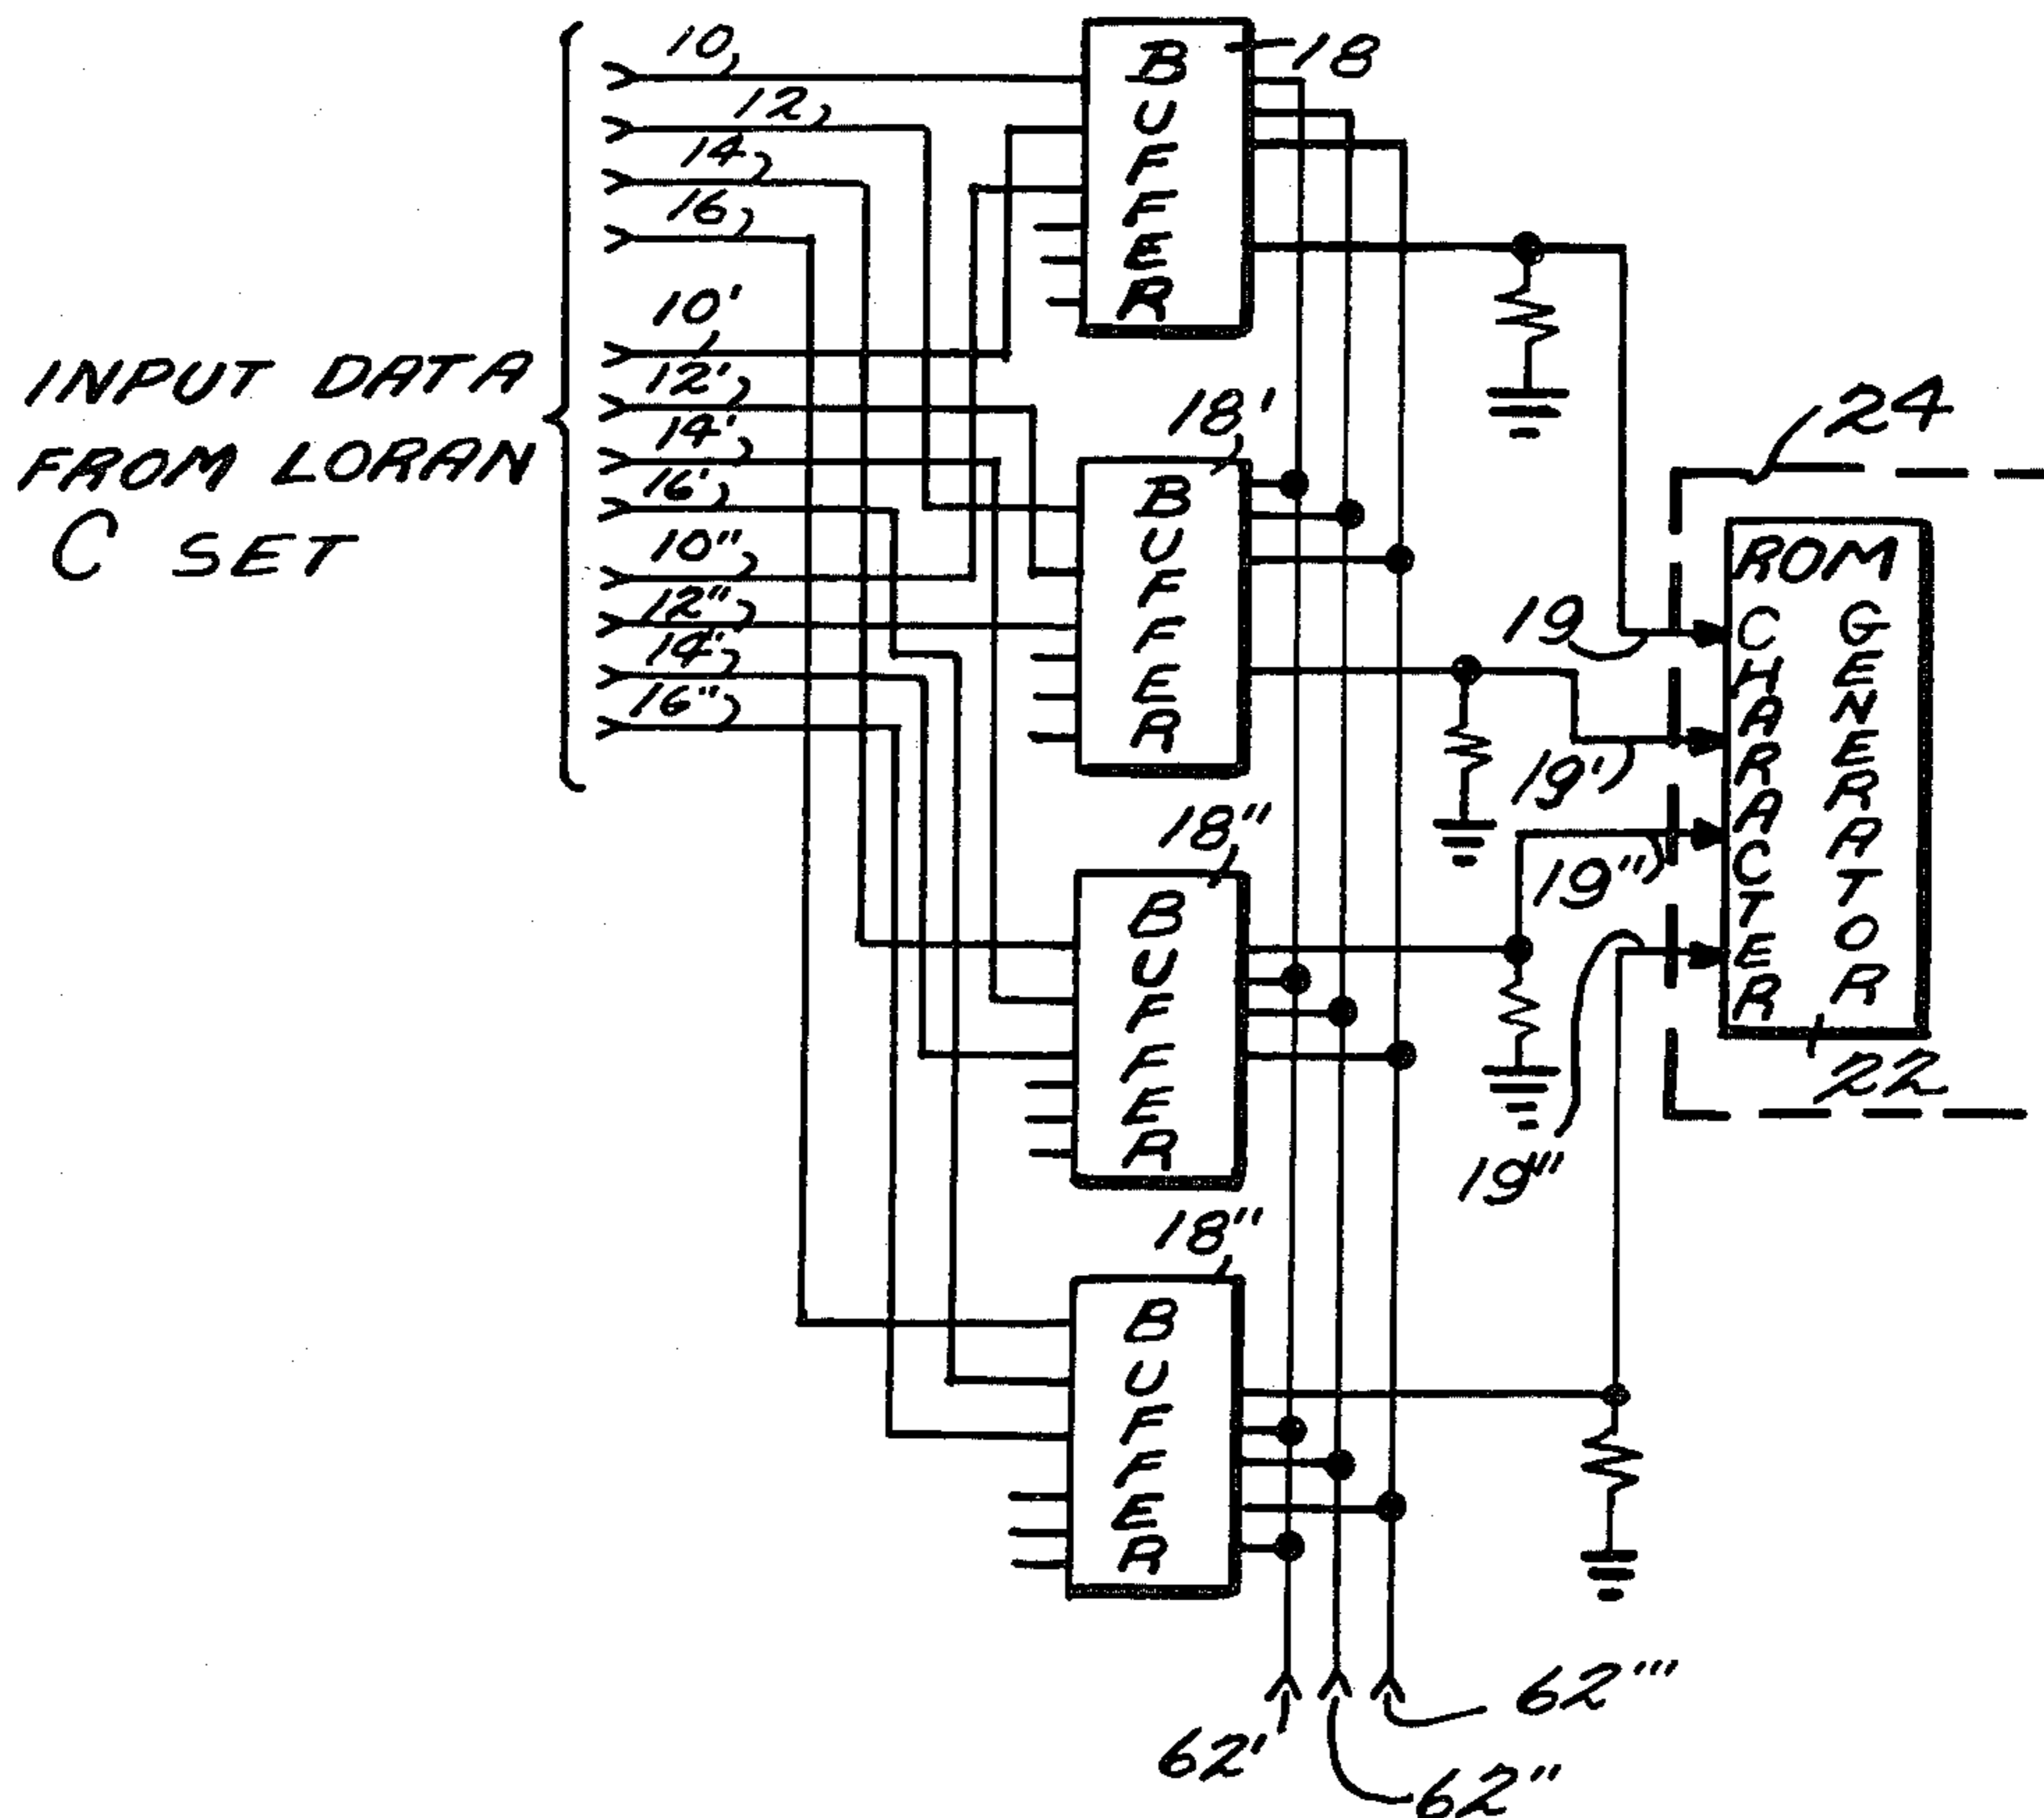 10
12
14
16
10'
12'
14'
16'
10"
12"
14'
16"
INPUT DATA
FROM LORAN
C SET
BUFFER
18
18'
BUFFER
18"
BUFFER
18"
BUFFER
24
ROM
CHARACTER
GENERATOR
19
19'
19"
19'''
22
62'
62"
62'''